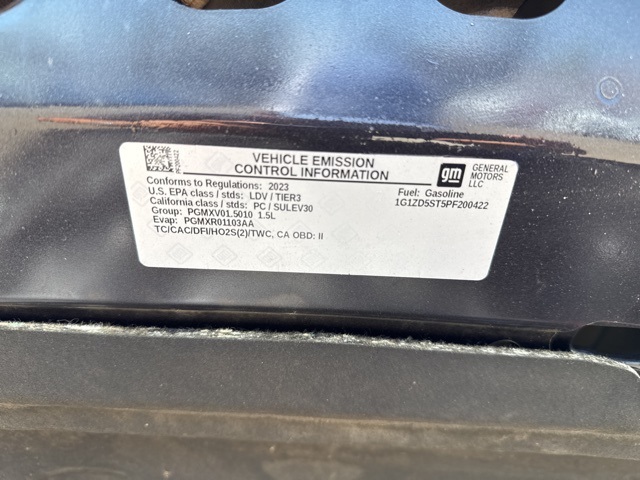 PF200422
VEHICLE EMISSION
CONTROL INFORMATION
gm
GENERAL
MOTORS
LLC
Conforms to Regulations: 2023
U.S. EPA class / stds: LDV / TIER3
California class / stds: PC / SULEV30
Group: PGMXV01.5010 1.5L
Evap: PGMXR01103AA
TC/CAC/DFI/HO2S(2)/TWC, CA OBD: II
Fuel: Gasoline
1G1ZD5ST5PF200422